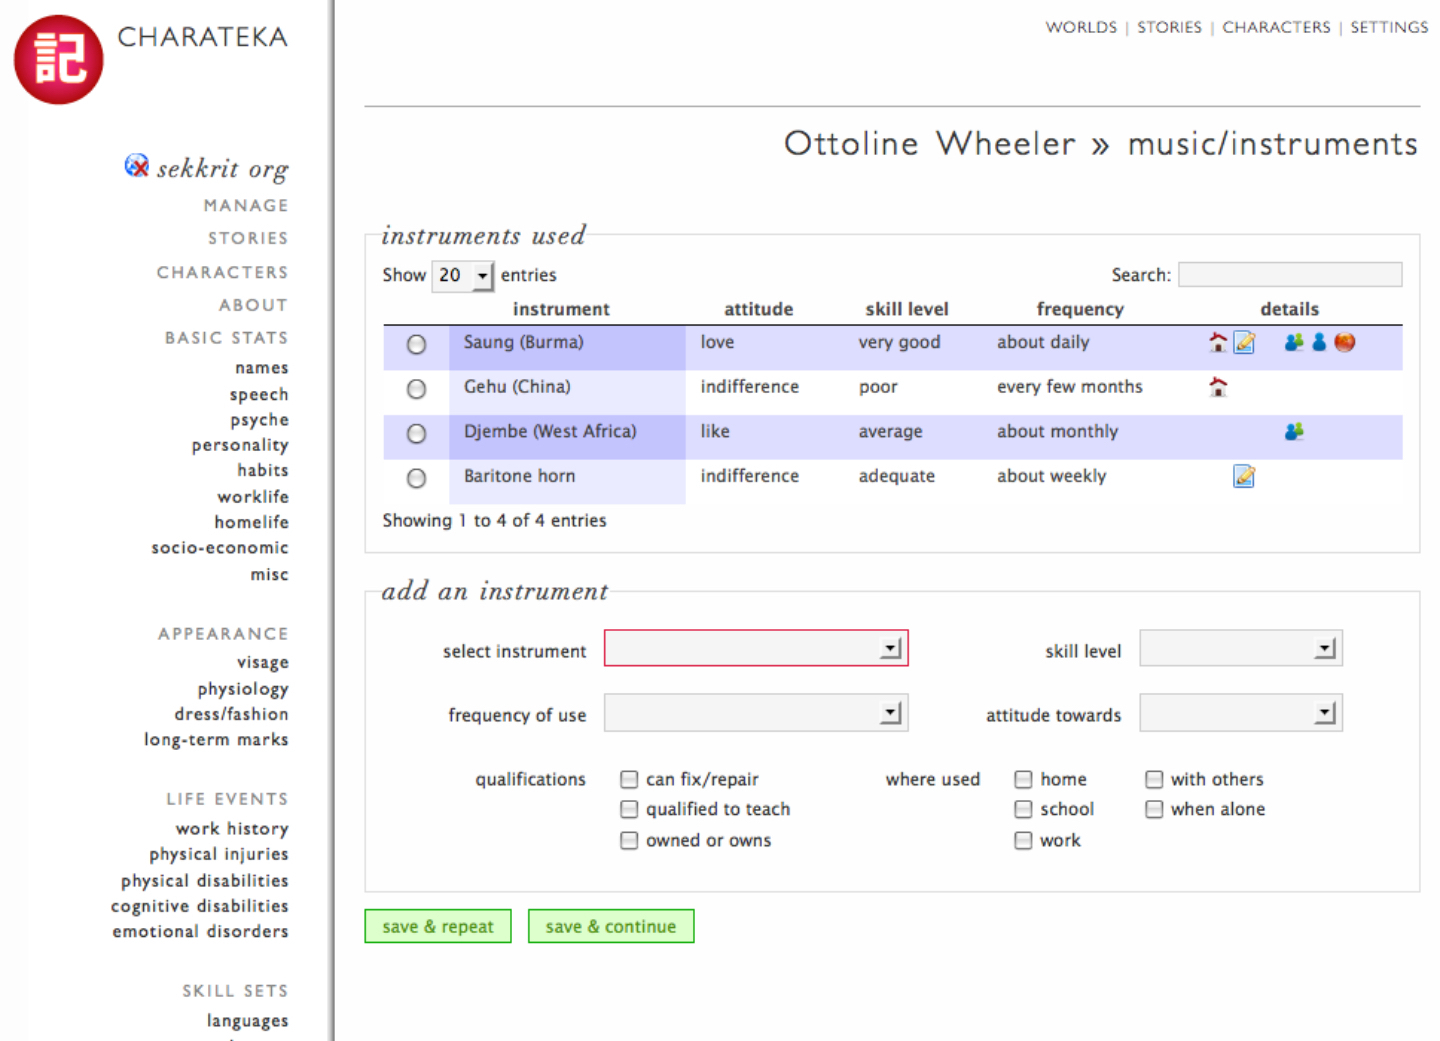 記 CHARATEKA
WORLDS | STORIES | CHARACTERS | SETTINGS
sekkrit org
MANAGE
STORIES
CHARACTERS
ABOUT
BASIC STATS
names
speech
psyche
personality
habits
worklife
homelife
socio-economic
misc
APPEARANCE
visage
physiology
dress/fashion
long-term marks
LIFE EVENTS
work history
physical injuries
physical disabilities
cognitive disabilities
emotional disorders
SKILL SETS
languages
Ottoline Wheeler » music/instruments
instruments used
Show 20 entries Search:
instrument attitude skill level frequency details
Saung (Burma) love very good about daily
Gehu (China) indifference poor every few months
Djembe (West Africa) like average about monthly
Baritone horn indifference adequate about weekly
Showing 1 to 4 of 4 entries
add an instrument
select instrument skill level
frequency of use attitude towards
qualifications can fix/repair where used home with others
qualified to teach school when alone
owned or owns work
save & repeat save & continue